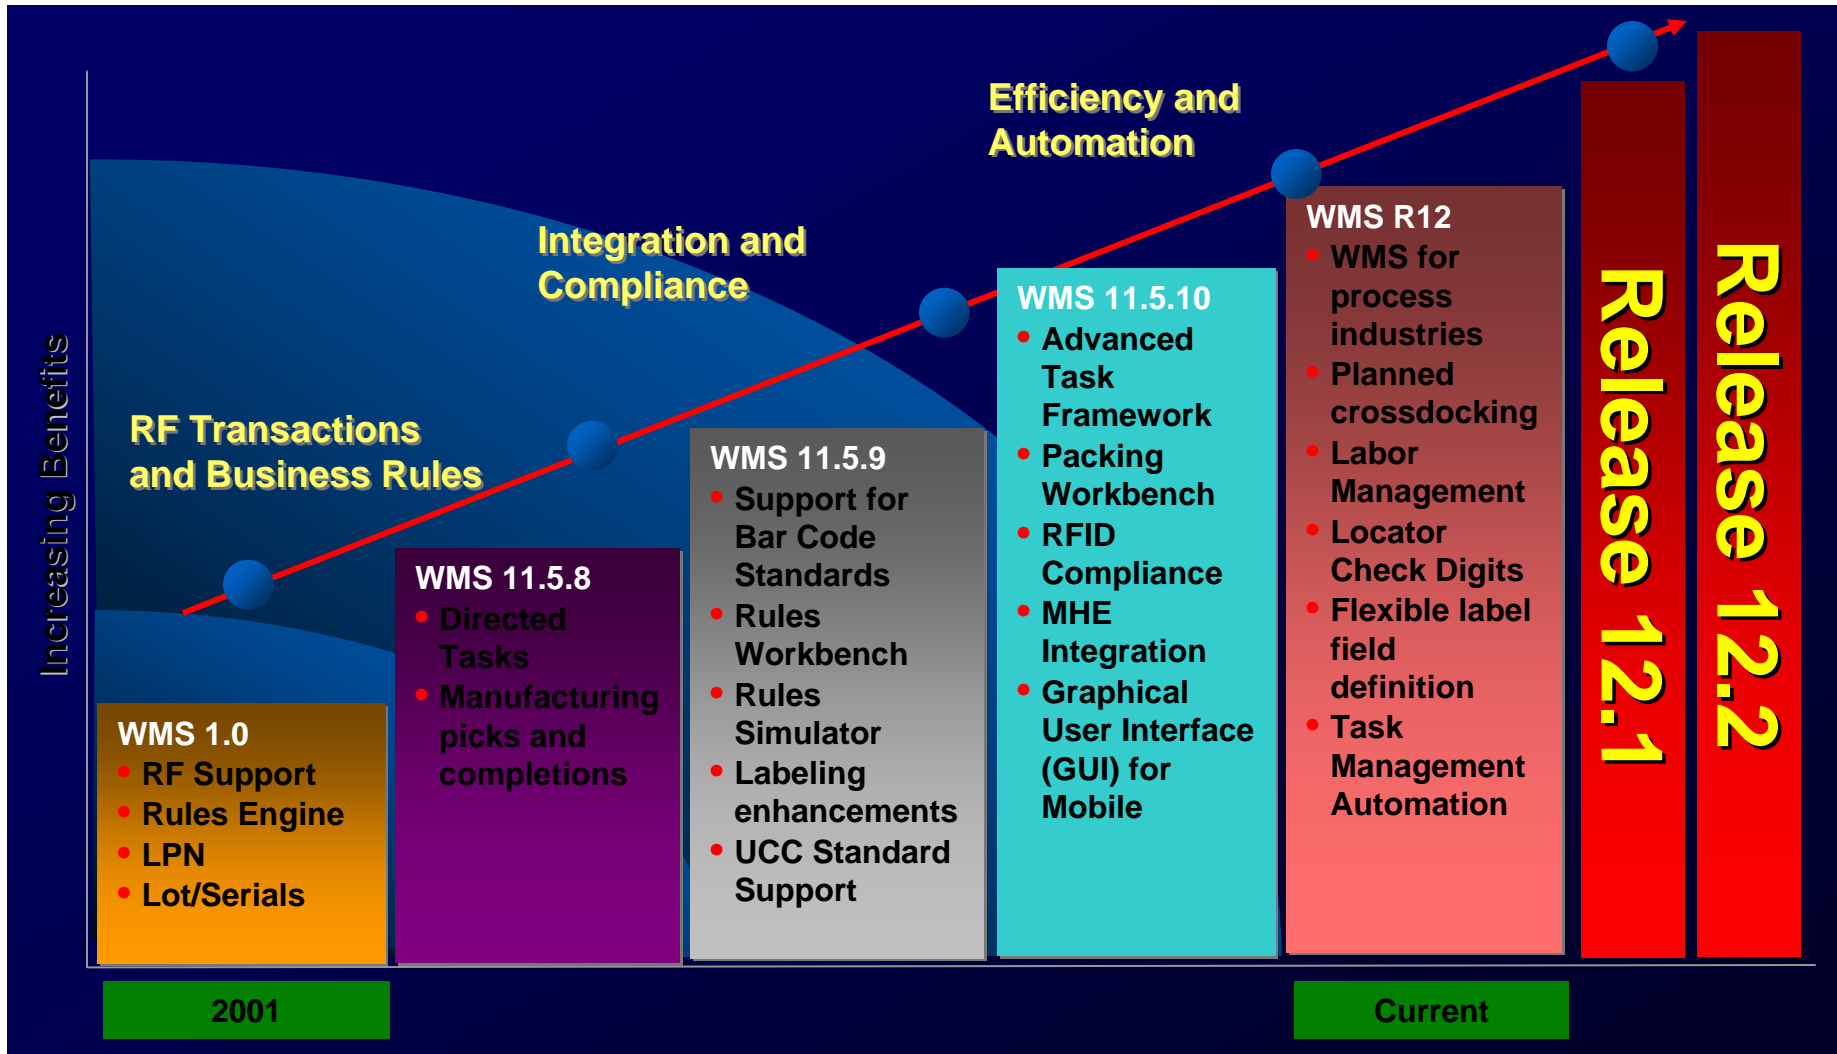 Increasing Benefits
RF Transactions
and Business Rules
Integration and
Compliance
Efficiency and
Automation
WMS 1.0
• RF Support
• Rules Engine
• LPN
• Lot/Serials
WMS 11.5.8
• Directed
Tasks
• Manufacturing
picks and
completions
WMS 11.5.9
• Support for
Bar Code
Standards
• Rules
Workbench
• Rules
Simulator
• Labeling
enhancements
• UCC Standard
Support
WMS 11.5.10
• Advanced
Task
Framework
• Packing
Workbench
• RFID
Compliance
• MHE
Integration
• Graphical
User Interface
(GUI) for
Mobile
WMS R12
• WMS for
process
industries
• Planned
crossdocking
• Labor
Management
• Locator
Check Digits
• Flexible label
field
definition
• Task
Management
Automation
Release 12.1
Release 12.2
2001
Current